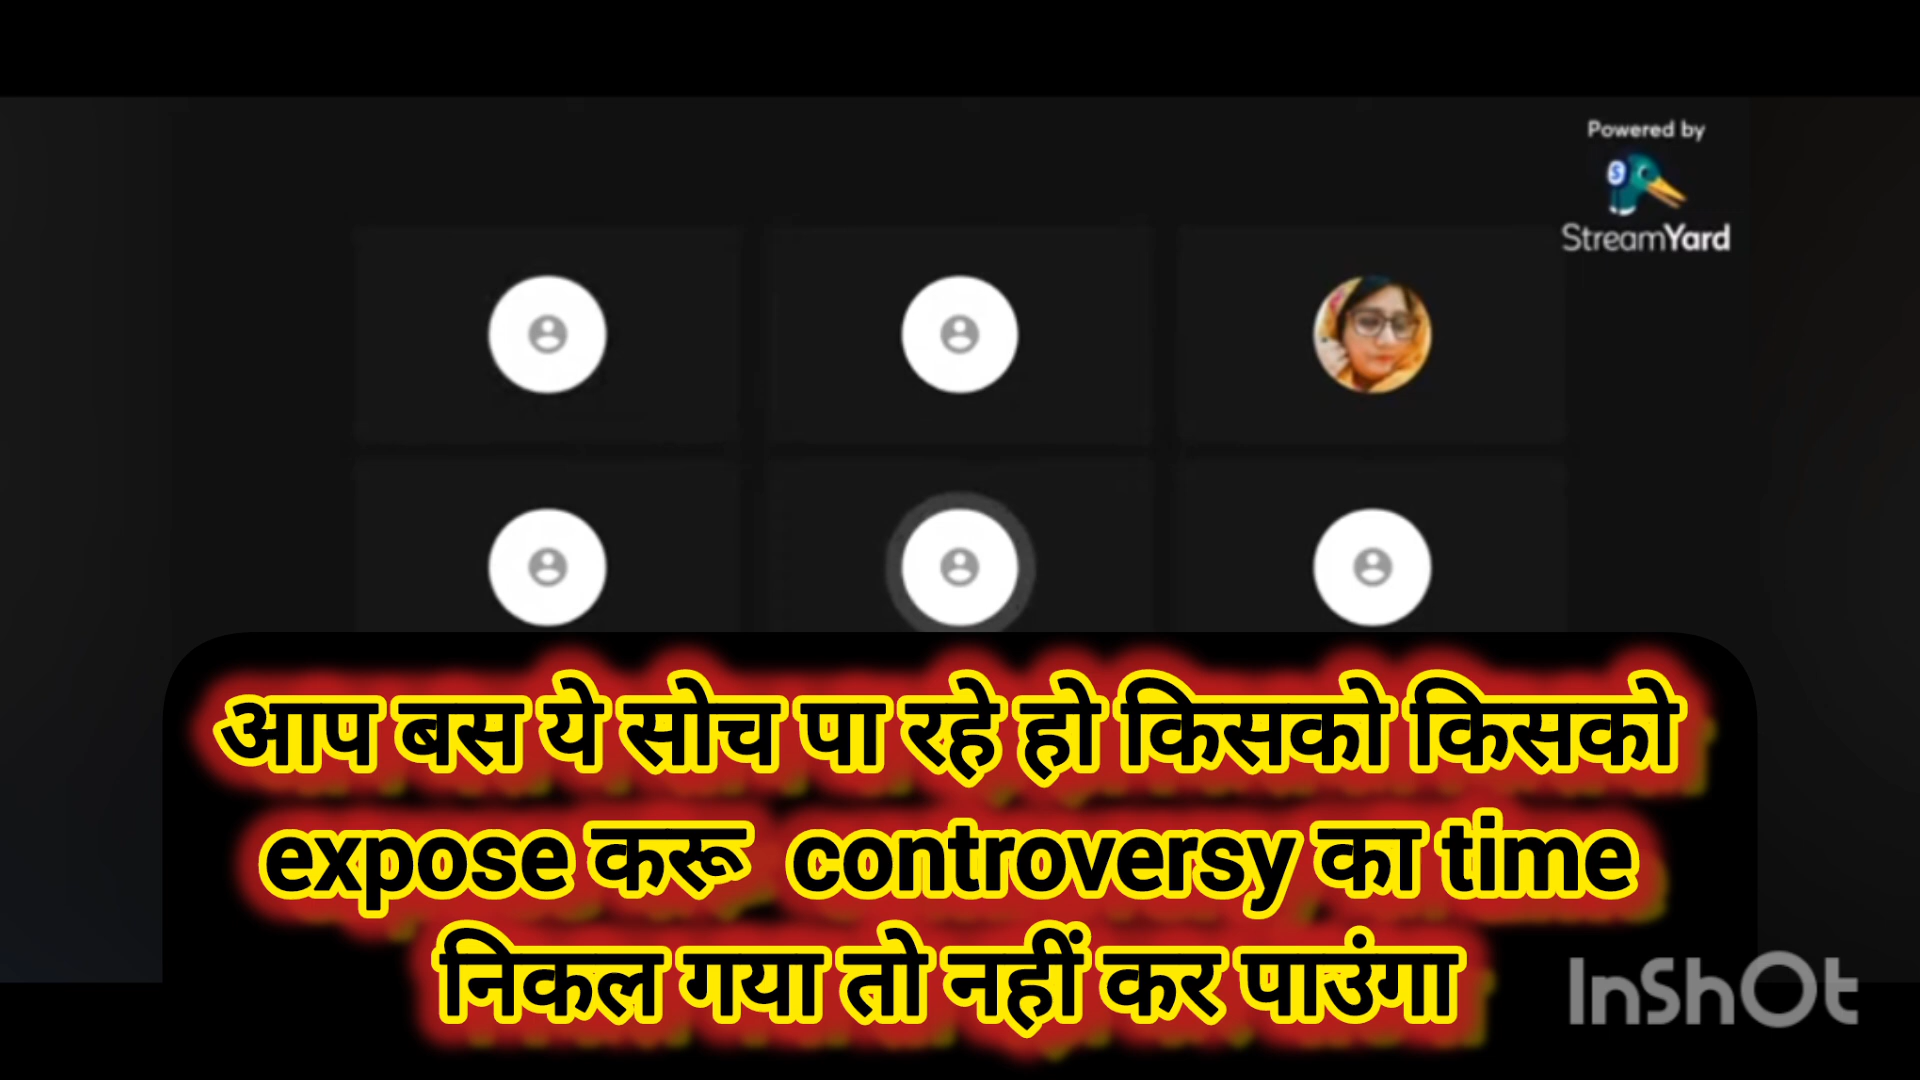 Powered by
StreamYard
आप बस ये सोच पा रहे हो किसको किसको
expose करू controversy का time
निकल गया तो नहीं कर पाउंगा
InShOt